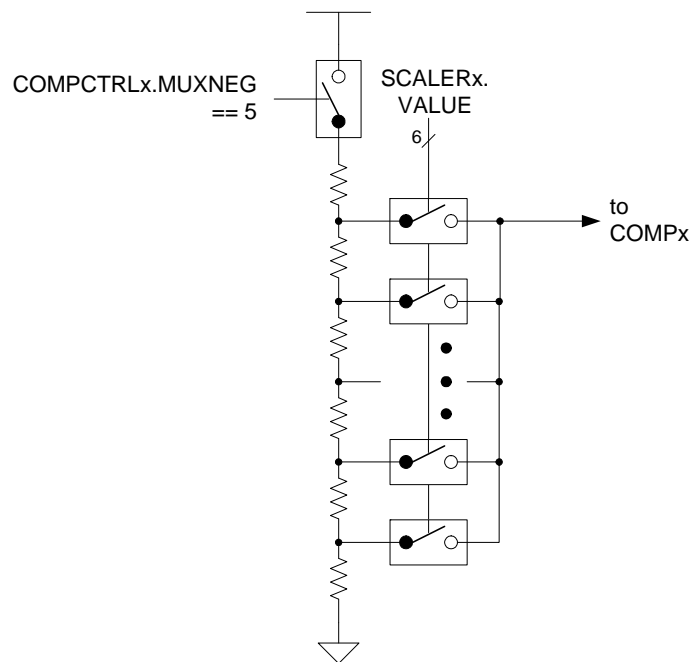 COMPCTRLx.MUXNEG
== 5
SCALERx.
VALUE
6
to
COMPx